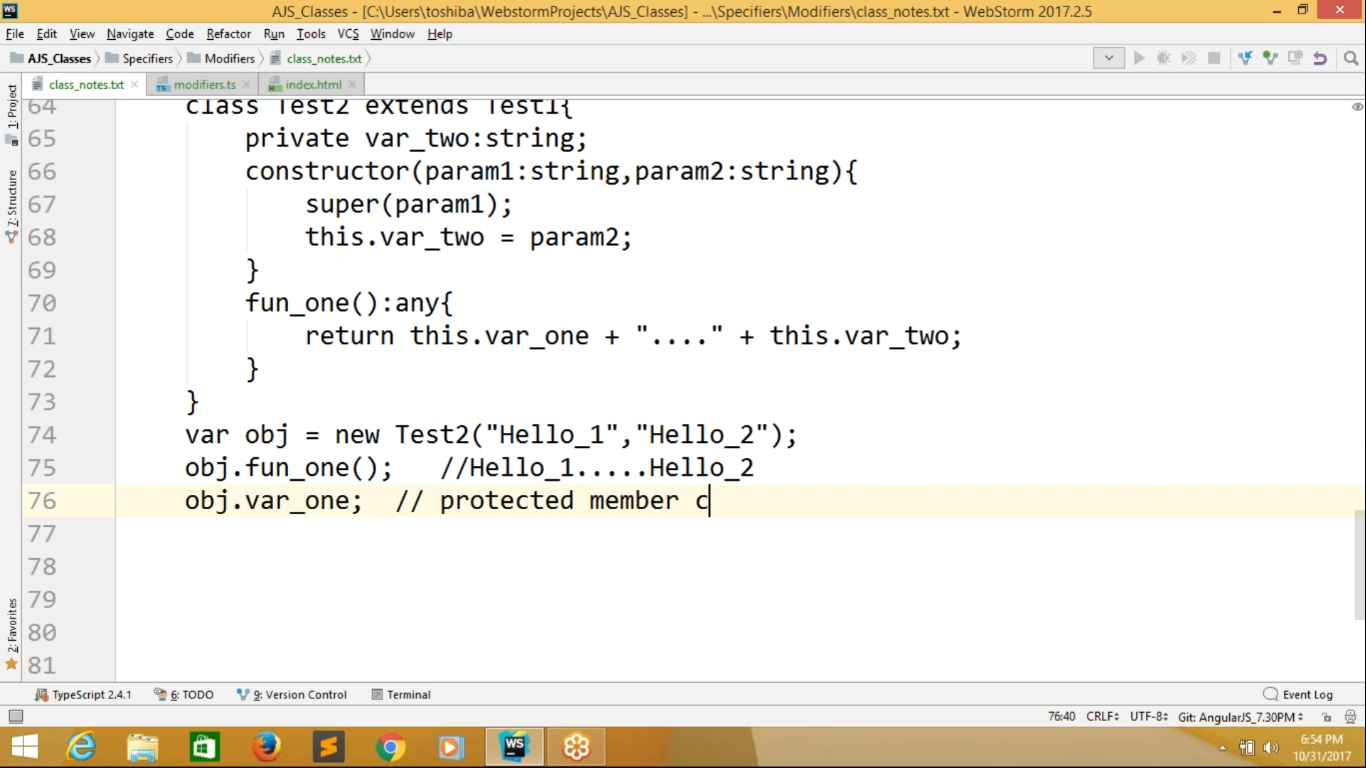 AJS_Classes - [C:\Users\toshiba\WebstormProjects\AJS_Classes] - ...\Specifiers\Modifiers\class_notes.txt - WebStorm 2017.2.5
File Edit View Navigate Code Refactor Run Tools VCS Window Help
AJS_Classes Specifiers Modifiers class_notes.txt
class_notes.txt modifiers.ts index.html
1: Project
7: Structure
2: Favorites
64 class Test2 extends Test1{
65 private var_two:string;
66 constructor(param1:string,param2:string){
67 super(param1);
68 this.var_two = param2;
69 }
70 fun_one():any{
71 return this.var_one + "...." + this.var_two;
72 }
73 }
74 var obj = new Test2("Hello_1","Hello_2");
75 obj.fun_one(); //Hello_1.....Hello_2
76 obj.var_one; // protected member c
77
78
79
80
81
TypeScript 2.4.1 6: TODO 9: Version Control Terminal Event Log
76:40 CRLF UTF-8 Git: AngularJS_7.30PM
6:54 PM
10/31/2017